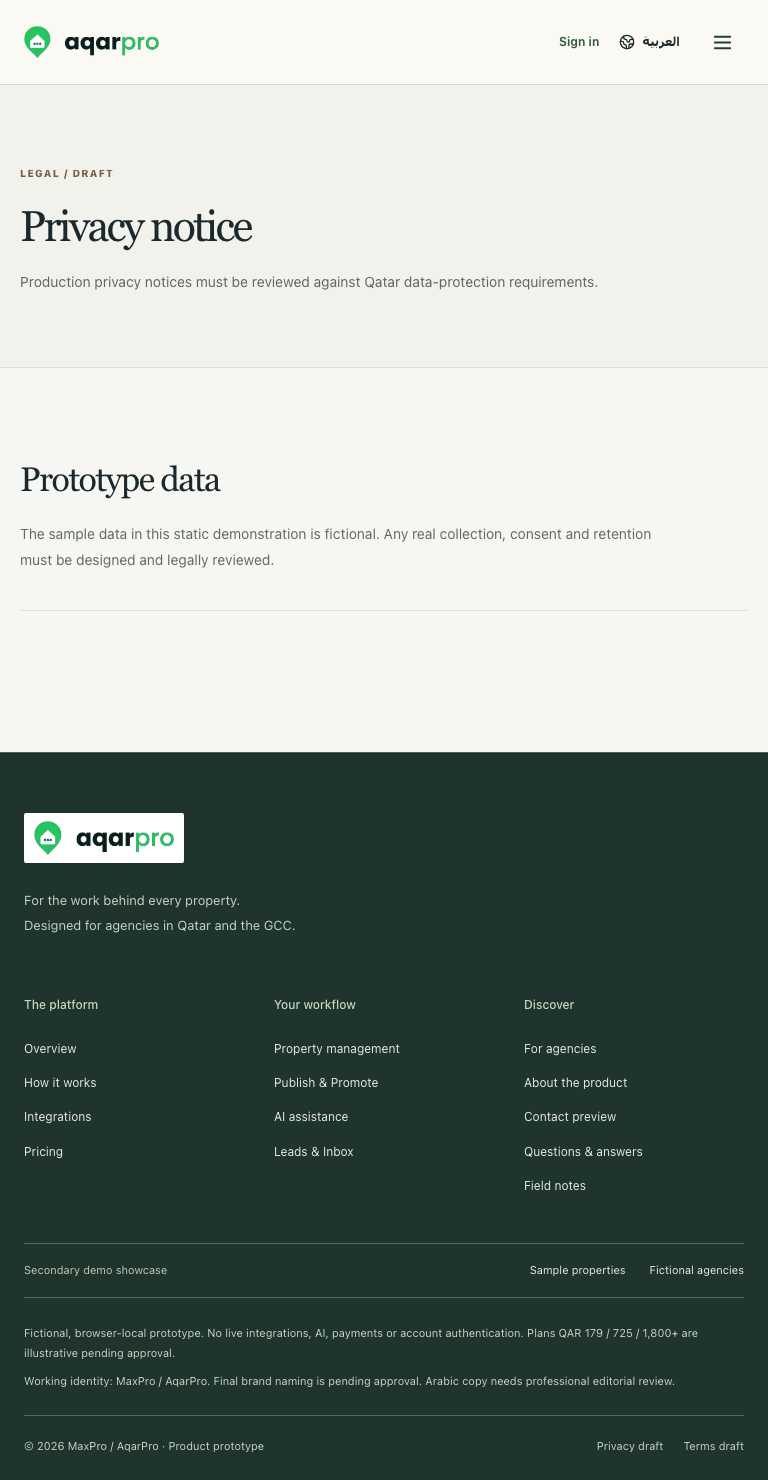 aqarpro
Sign in
العربية
LEGAL / DRAFT
Privacy notice
Production privacy notices must be reviewed against Qatar data-protection requirements.
Prototype data
The sample data in this static demonstration is fictional. Any real collection, consent and retention
must be designed and legally reviewed.
aqarpro
For the work behind every property.
Designed for agencies in Qatar and the GCC.
The platform
Overview
How it works
Integrations
Pricing
Your workflow
Property management
Publish & Promote
AI assistance
Leads & Inbox
Discover
For agencies
About the product
Contact preview
Questions & answers
Field notes
Secondary demo showcase
Sample properties
Fictional agencies
Fictional, browser-local prototype. No live integrations, AI, payments or account authentication. Plans QAR 179 / 725 / 1,800+ are
illustrative pending approval.
Working identity: MaxPro / AqarPro. Final brand naming is pending approval. Arabic copy needs professional editorial review.
© 2026 MaxPro / AqarPro · Product prototype
Privacy draft
Terms draft